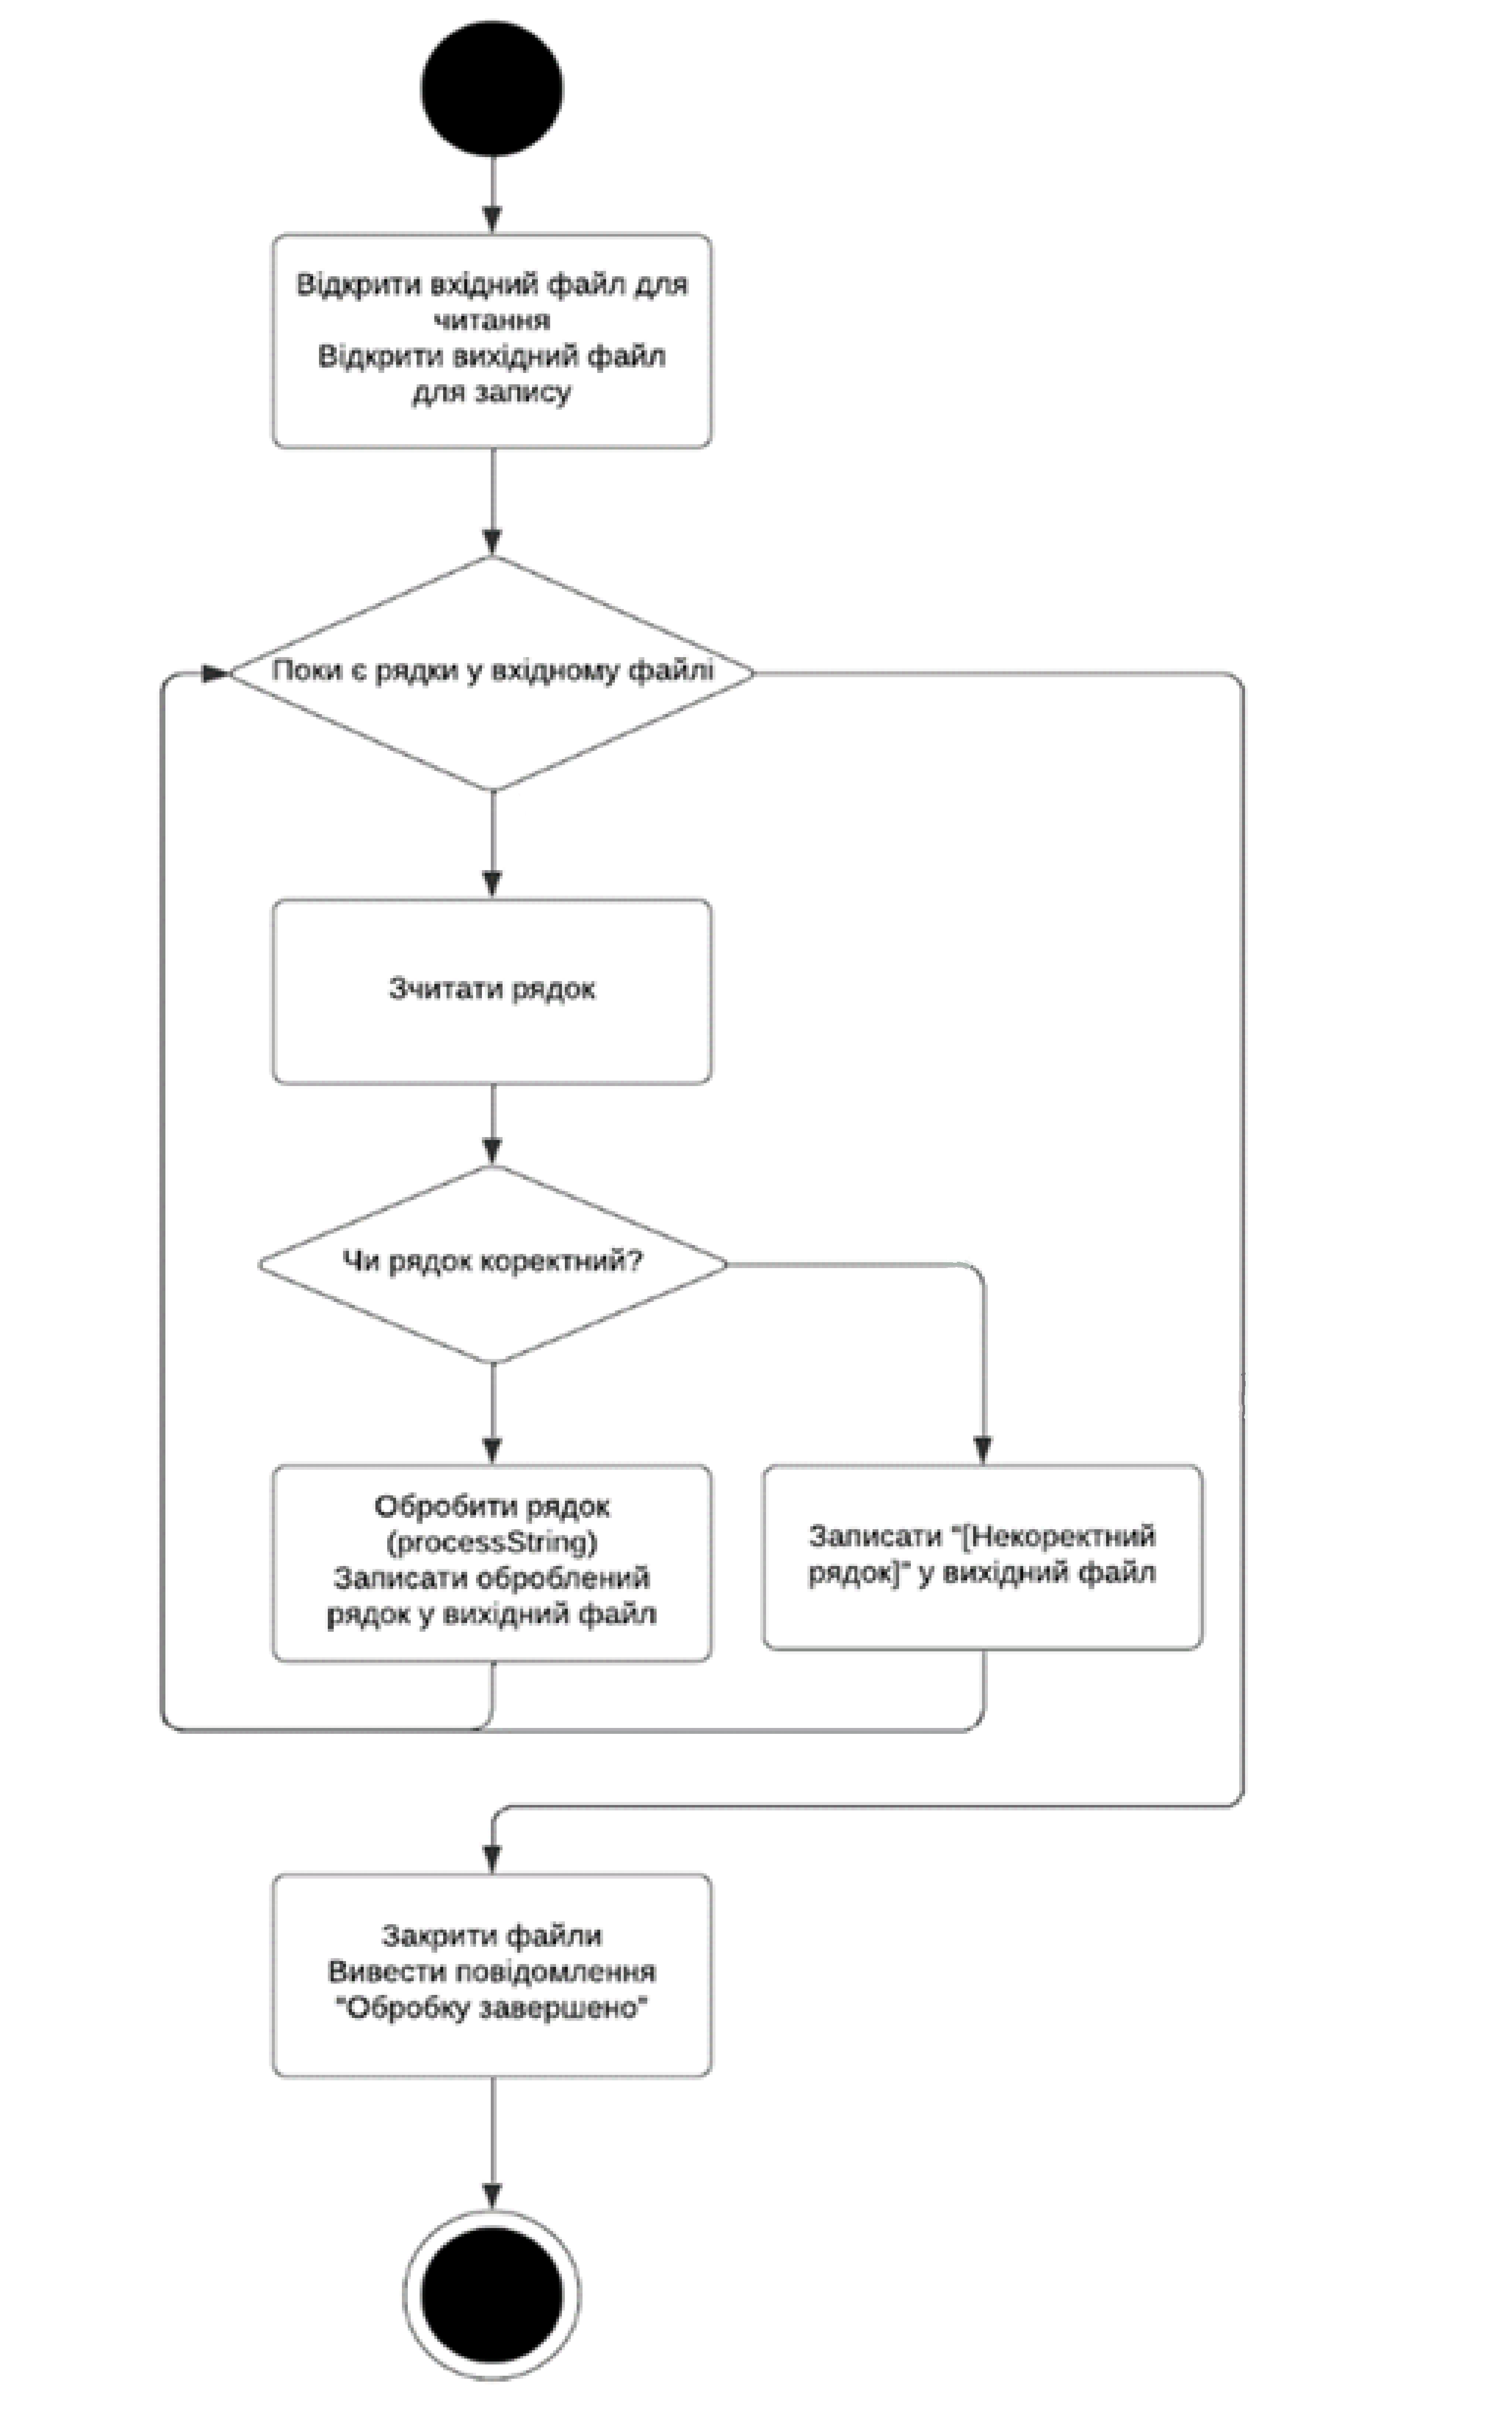 Відкрити вхідний файл для
читання
Відкрити вихідний файл
для запису
Поки є рядки у вхідному файлі
Зчитати рядок
Чи рядок коректний?
Обробити рядок
(processString)
Записати оброблений
рядок у вихідний файл
Записати "[Некоректний
рядок]" у вихідний файл
Закрити файли
Вивести повідомлення
"Обробку завершено"